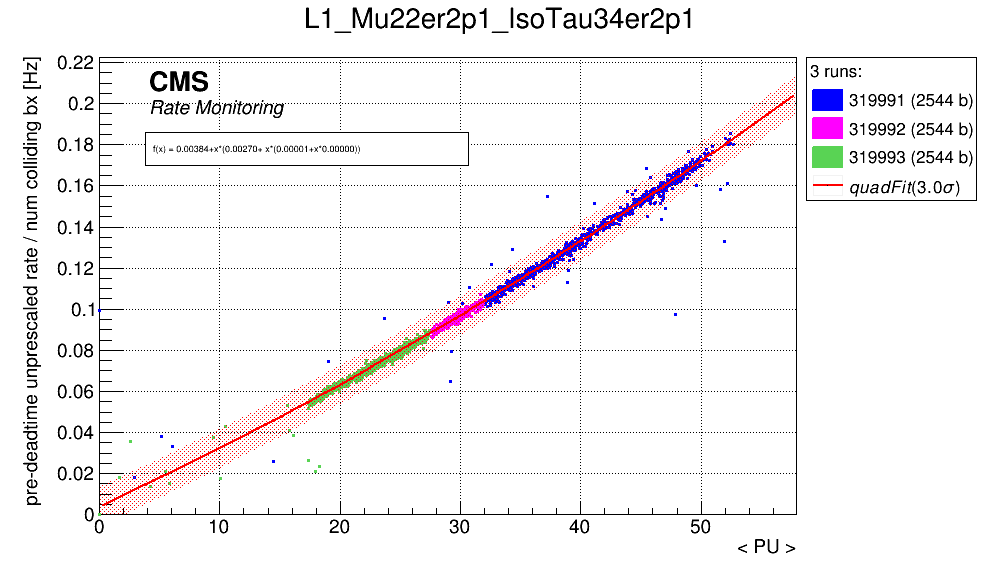 L1_Mu22er2p1_IsoTau34er2p1
pre-deadtime unprescaled rate / num colliding bx [Hz]
0.22
0.2
0.18
0.16
0.14
0.12
0.1
0.08
0.06
0.04
0.02
0
CMS
Rate Monitoring
f(x) = 0.00384+x*(0.00270+ x*(0.00001+x*0.00000))
0 10 20 30 40 50
< PU >
3 runs:
319991 (2544 b)
319992 (2544 b)
319993 (2544 b)
quadFit(3.0σ)